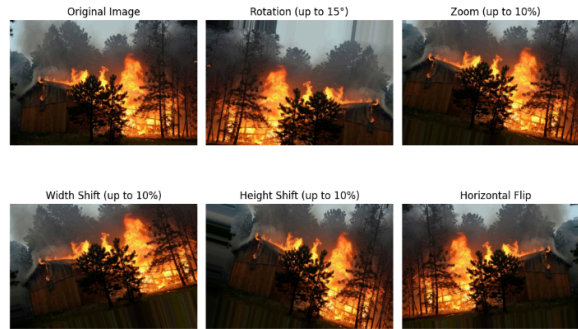 Original Image
Rotation (up to 15°)
Zoom (up to 10%)
Width Shift (up to 10%)
Height Shift (up to 10%)
Horizontal Flip